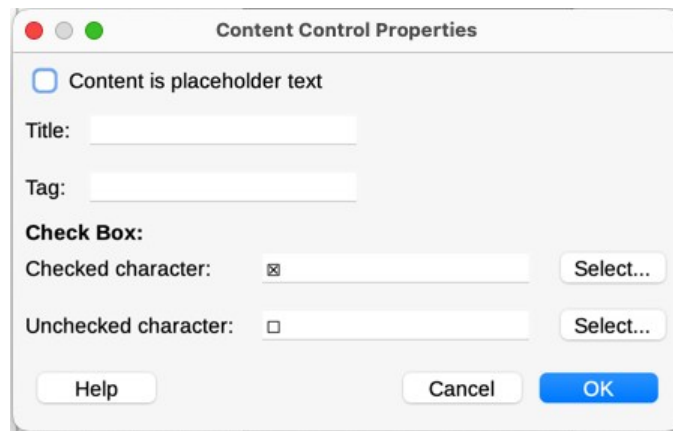 Content Control Properties
Content is placeholder text
Title:
Tag:
Check Box:
Checked character: ☒ Select...
Unchecked character: ☐ Select...
Help Cancel OK